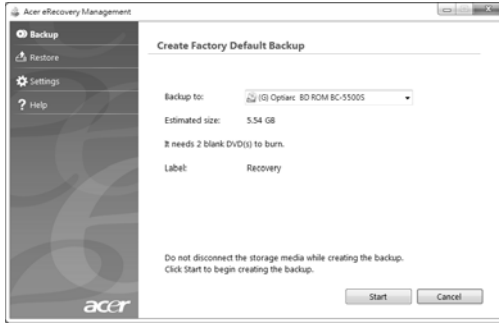 Acer eRecovery Management
Backup
Restore
Settings
Help
Create Factory Default Backup
Backup to: (G) Optiarc BD ROM BC-5500S
Estimated size: 5.54 GB
It needs 2 blank DVD(s) to burn.
Label: Recovery
Do not disconnect the storage media while creating the backup.
Click Start to begin creating the backup.
Start Cancel
acer